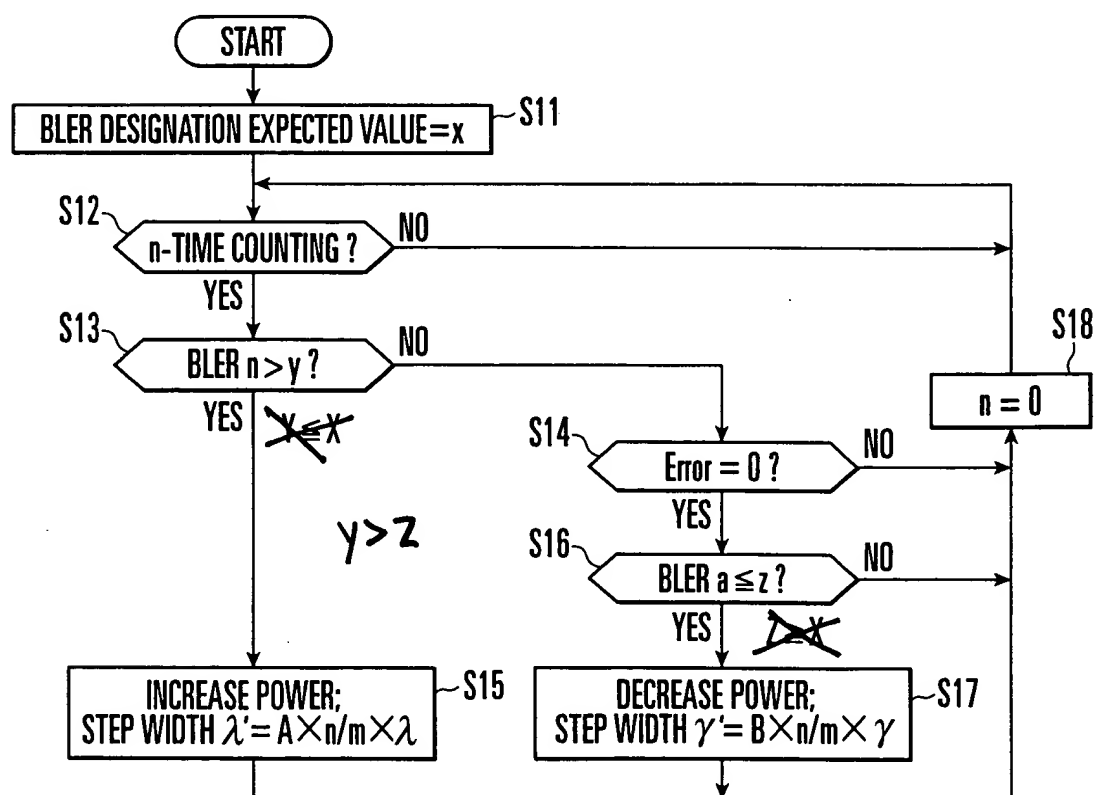 START
BLER DESIGNATION EXPECTED VALUE=x
S11
S12
n-TIME COUNTING ?
NO
YES
S13
BLER n > y ?
NO
YES
S18
n = 0
S14
Error = 0 ?
NO
YES
y>z
S16
BLER a ≦ z ?
NO
YES
INCREASE POWER;
STEP WIDTH λ'= A×n/m×λ
S15
DECREASE POWER;
STEP WIDTH γ'= B×n/m×γ
S17